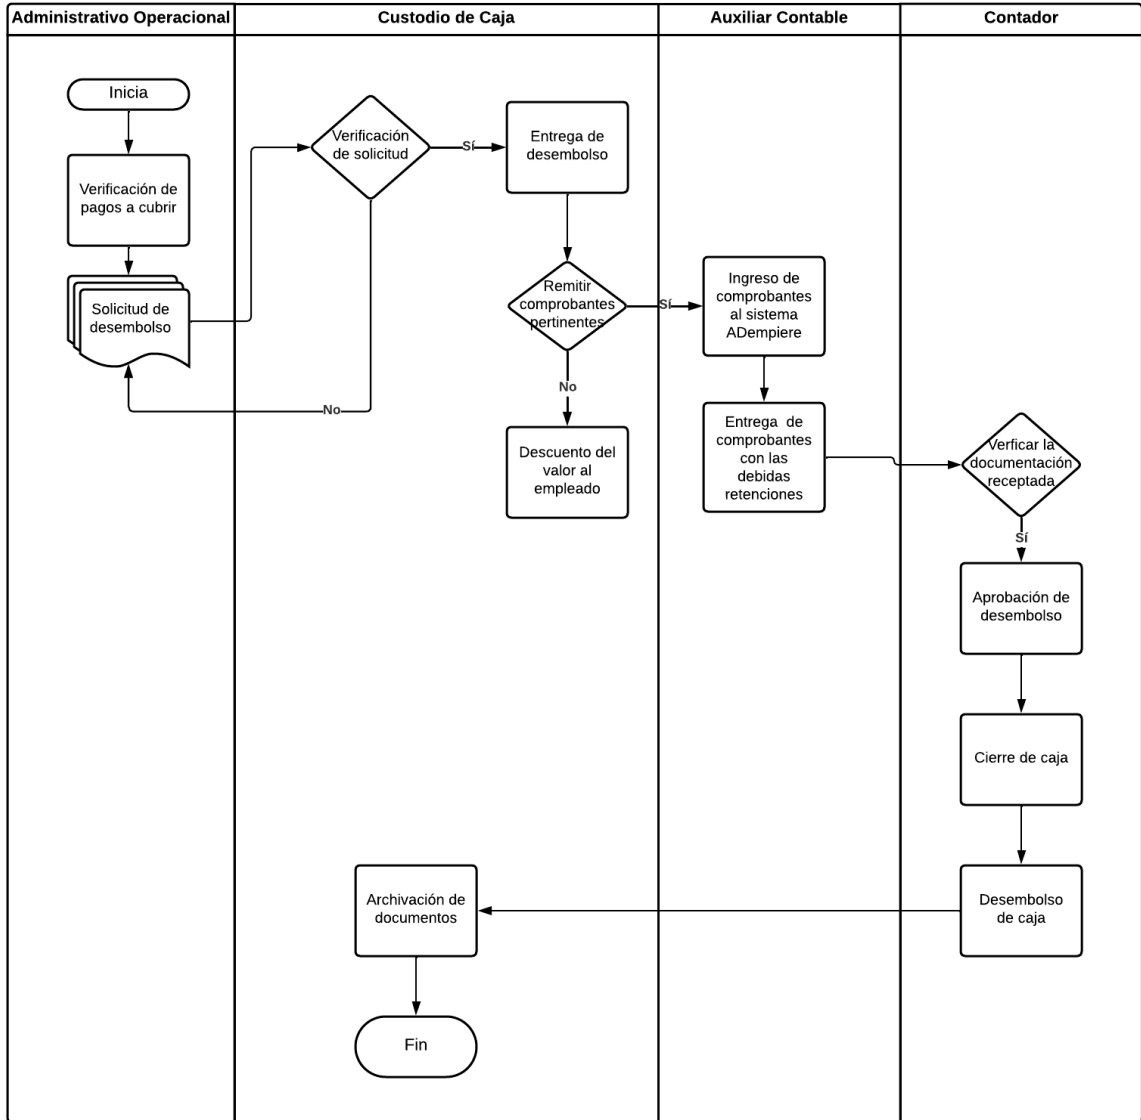 Administrativo Operacional
Custodio de Caja
Auxiliar Contable
Contador
Inicia
Verificación de
pagos a cubrir
Solicitud de
desembolso
Verificación
de solicitud
Sí
No
Entrega de
desembolso
Remitir
comprobantes
pertinentes
Sí
No
Descuento del
valor al
empleado
Ingreso de
comprobantes
al sistema
ADempiere
Entrega de
comprobantes
con las
debidas
retenciones
Verficar la
documentación
receptada
Sí
Aprobación de
desembolso
Cierre de caja
Desembolso
de caja
Archivación de
documentos
Fin